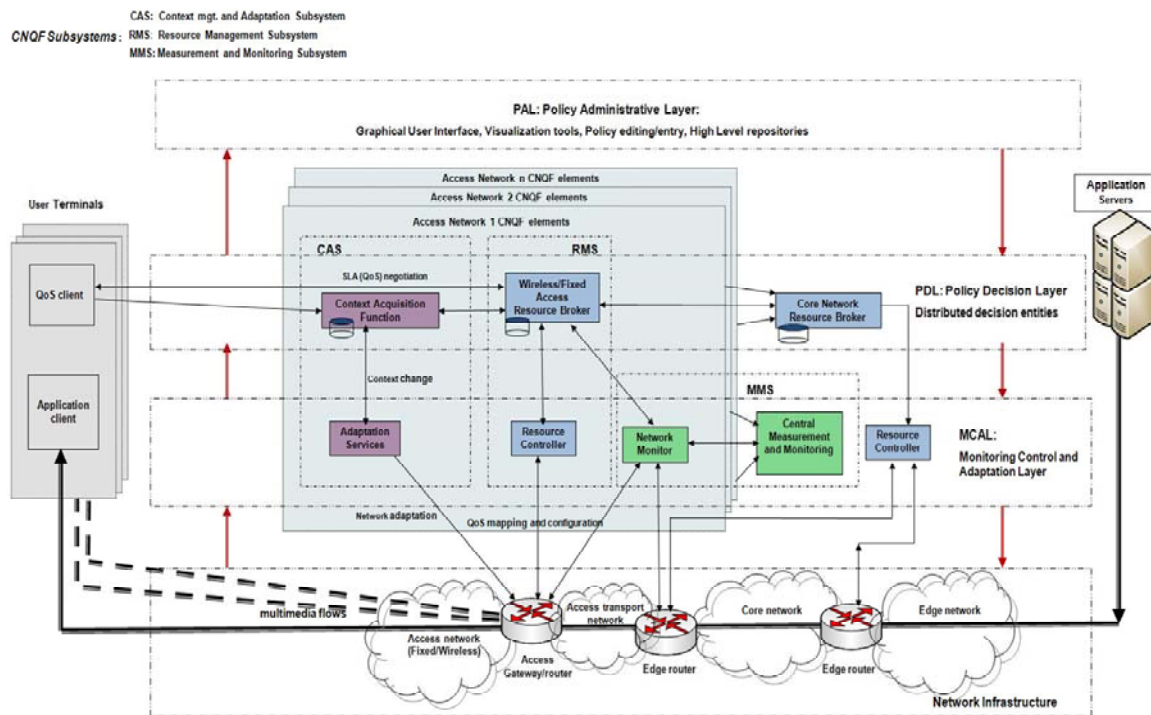 CAS: Context mgt. and Adaptation Subsystem
CNQF Subsystems: RMS: Resource Management Subsystem
MMS: Measurement and Monitoring Subsystem
PAL: Policy Administrative Layer:
Graphical User Interface, Visualization tools, Policy editing/entry, High Level repositories
Access Network n CNQF elements
Access Network 2 CNQF elements
Access Network 1 CNQF elements
User Terminals
Application
Servers
CAS
RMS
SLA (QoS) negotiation
QoS client
Context Acquisition
Function
Wireless/Fixed
Access
Resource Broker
Core Network
Resource Broker
PDL: Policy Decision Layer
Distributed decision entities
Context change
MMS
Application
client
Adaptation
Services
Resource
Controller
Network
Monitor
Central
Measurement
and Monitoring
Resource
Controller
MCAL:
Monitoring Control and
Adaptation Layer
Network adaptation
QoS mapping and configuration
multimedia flows
Access network
(Fixed/Wireless)
Access
Gateway/router
Access transport
network
Edge router
Core network
Edge router
Edge network
Network Infrastructure